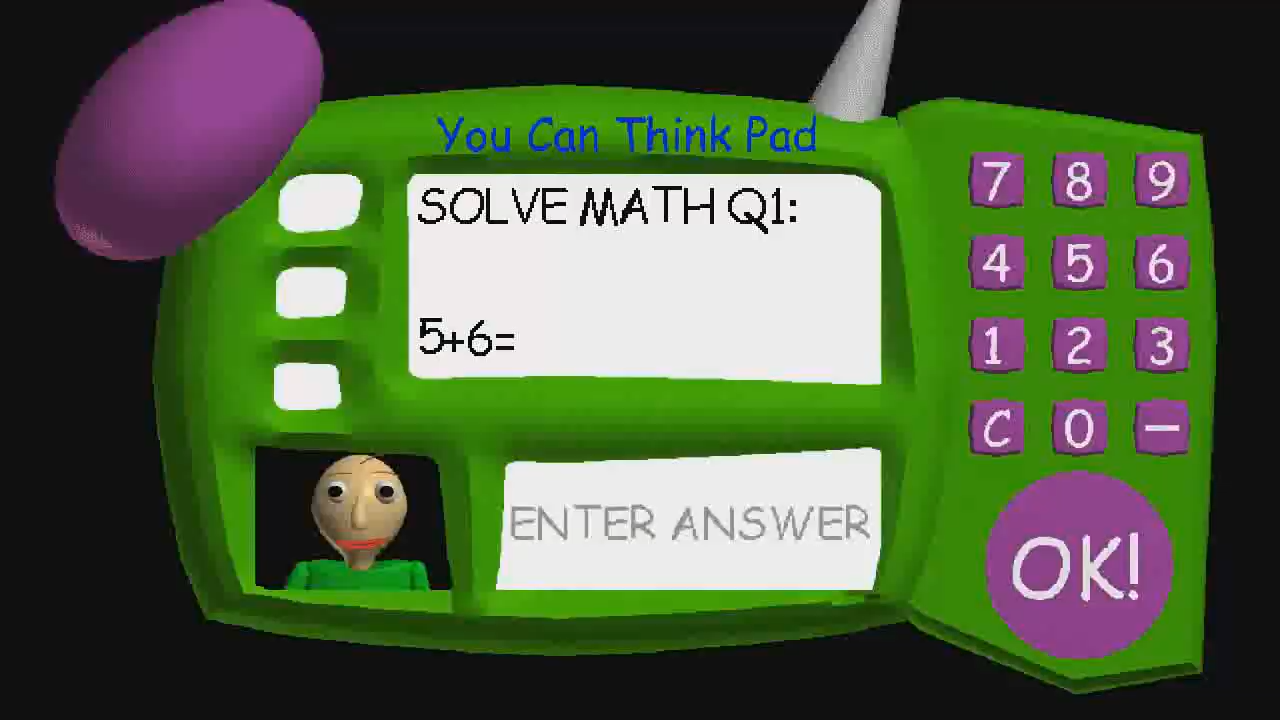 You Can Think Pad
SOLVE MATH Q1:
5+6=
ENTER ANSWER
7 8 9
4 5 6
1 2 3
C 0 −
OK!